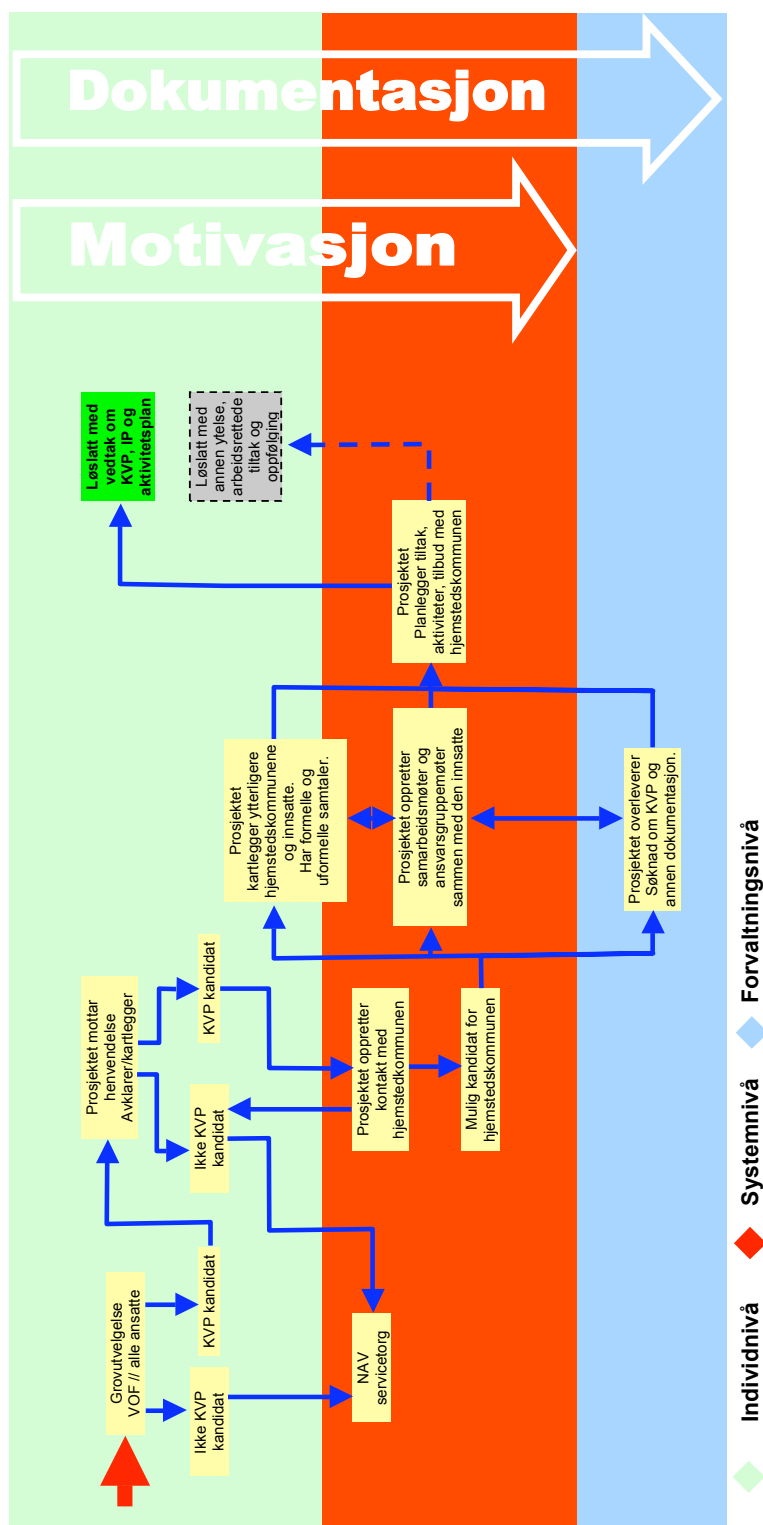 Dokumentasjon
Motivasjon
Grovutvelgelse
VOF // alle ansatte
Ikke KVP
kandidat
KVP kandidat
NAV
servicetorg
Prosjektet mottar
henvendelse
Avklarer/kartlegger
Ikke KVP
kandidat
KVP kandidat
Prosjektet oppretter
kontakt med
hjemstedkommunen
Mulig kandidat for
hjemstedskommunen
Prosjektet
kartlegger ytterligere
hjemstedskommunene
og innsatte.
Har formelle og
uformelle samtaler.
Prosjektet oppretter
samarbeidsmøter og
ansvarsgruppemøter
sammen med den innsatte
Prosjektet overleverer
Søknad om KVP og
annen dokumentasjon.
Prosjektet
Planlegger tiltak,
aktiviteter, tilbud med
hjemstedskommunen
Løslatt med
vedtak om
KVP, IP og
aktivitetsplan
Løslatt med
annen ytelse,
arbeidsrettede
tiltak og
oppfølging
Individnivå
Systemnivå
Forvaltningsnivå